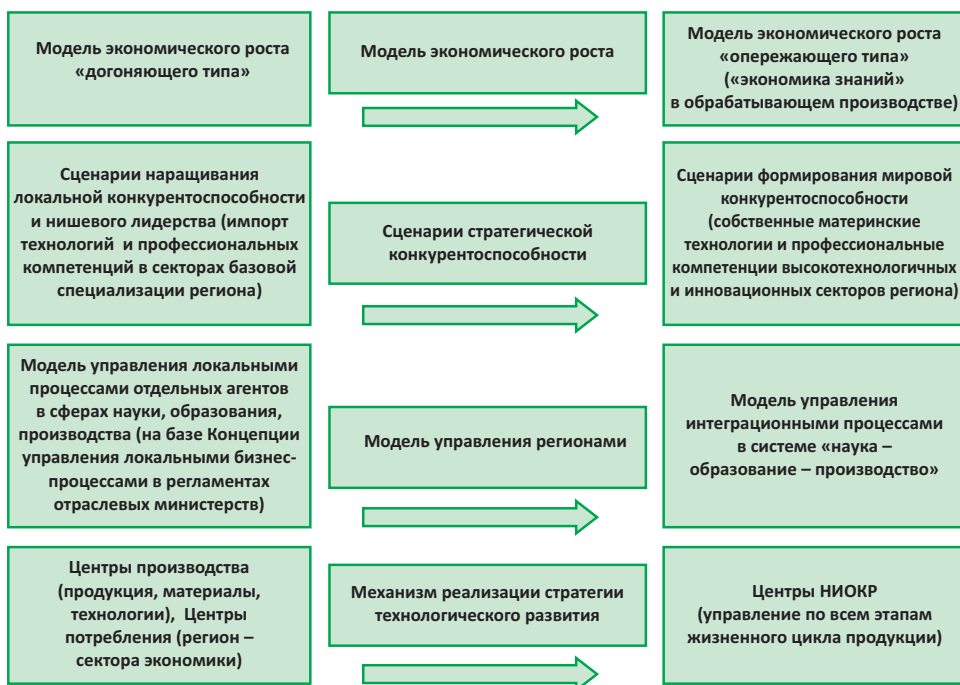 Модель экономического роста
«догоняющего типа»
Модель экономического роста
Модель экономического роста
«опережающего типа»
(«экономика знаний»
в обрабатывающем производстве)
Сценарии наращивания
локальной конкурентоспособности
и нишевого лидерства (импорт
технологий и профессиональных
компетенций в секторах базовой
специализации региона)
Сценарии стратегической
конкурентоспособности
Сценарии формирования мировой
конкурентоспособности
(собственные материнские
технологии и профессиональные
компетенции высокотехнологичных
и инновационных секторов региона)
Модель управления локальными
процессами отдельных агентов
в сферах науки, образования,
производства (на базе Концепции
управления локальными бизнес-
процессами в регламентах
отраслевых министерств)
Модель управления регионами
Модель управления
интеграционными процессами
в системе «наука –
образование – производство»
Центры производства
(продукция, материалы,
технологии), Центры
потребления (регион –
сектора экономики)
Механизм реализации стратегии
технологического развития
Центры НИОКР
(управление по всем этапам
жизненного цикла продукции)